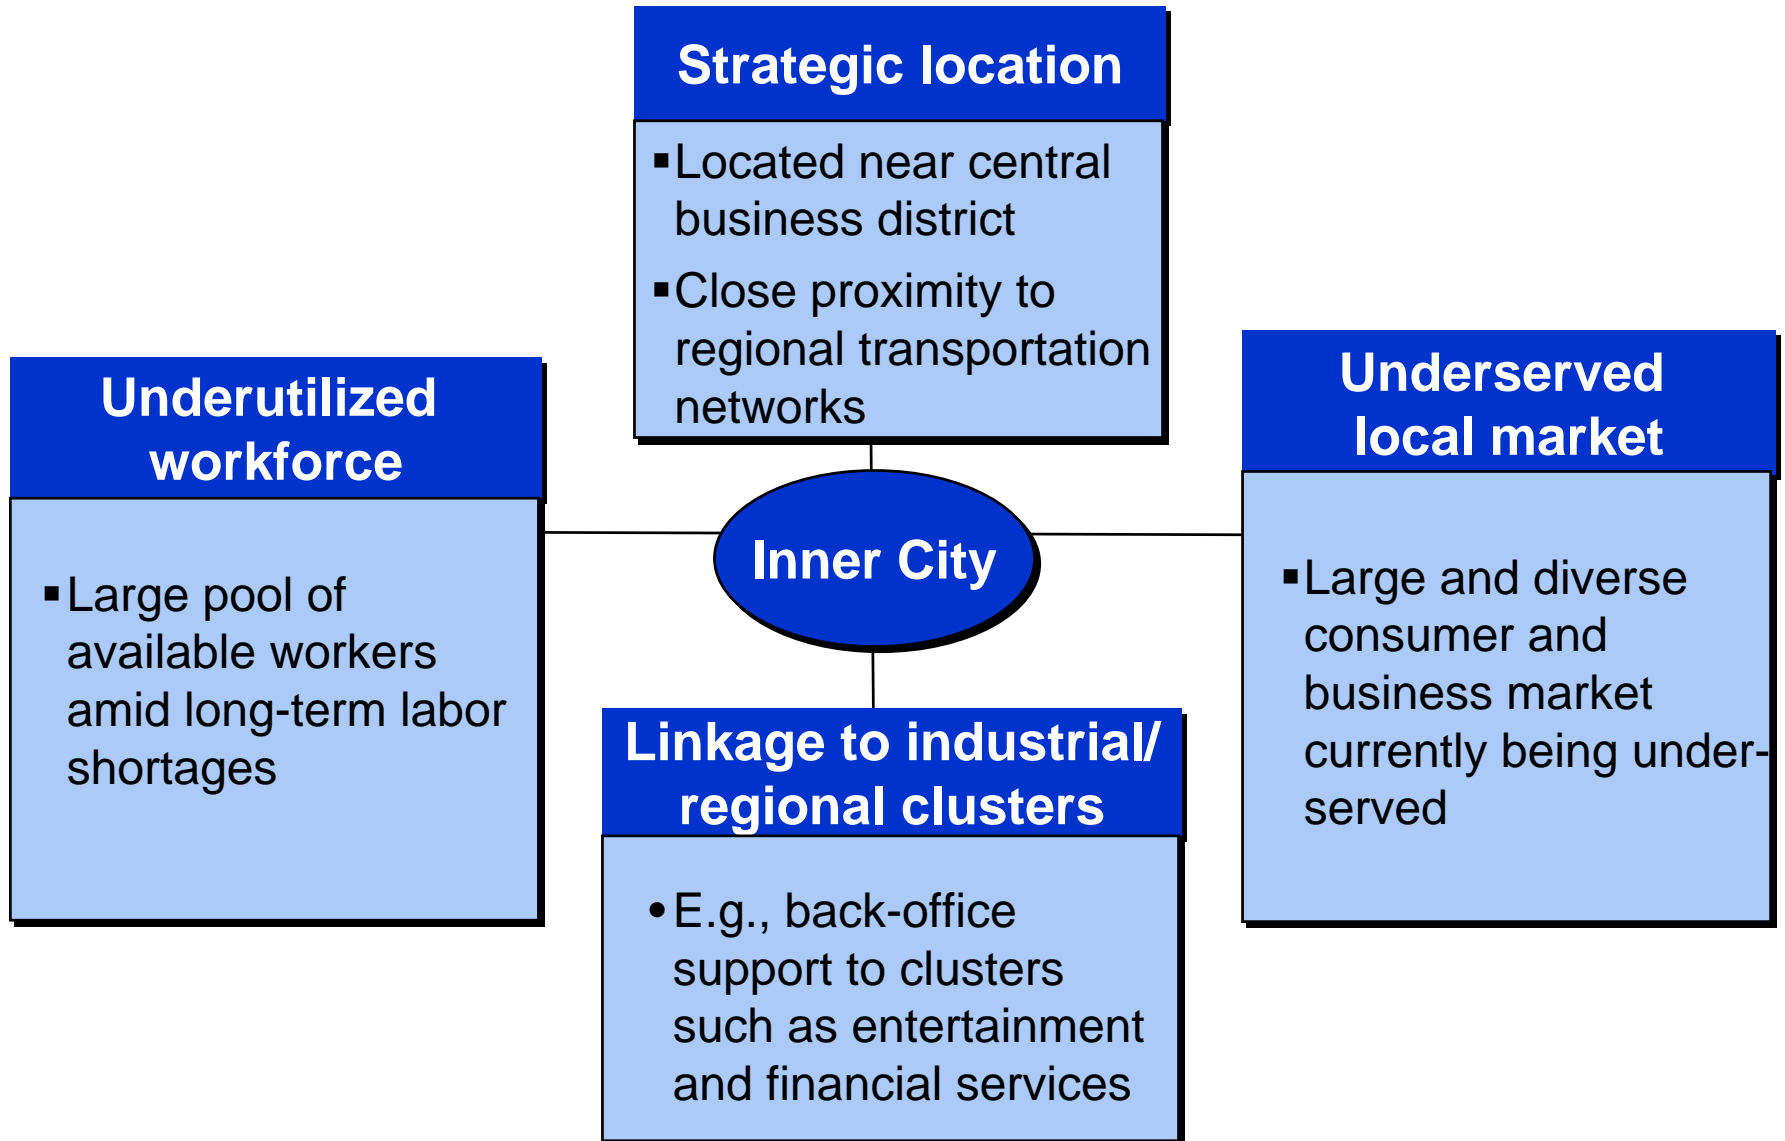 Strategic location
▪Located near central
business district
▪Close proximity to
regional transportation
networks
Underutilized
workforce
▪Large pool of
available workers
amid long-term labor
shortages
Inner City
Underserved
local market
▪Large and diverse
consumer and
business market
currently being under-
served
Linkage to industrial/
regional clusters
•E.g., back-office
support to clusters
such as entertainment
and financial services